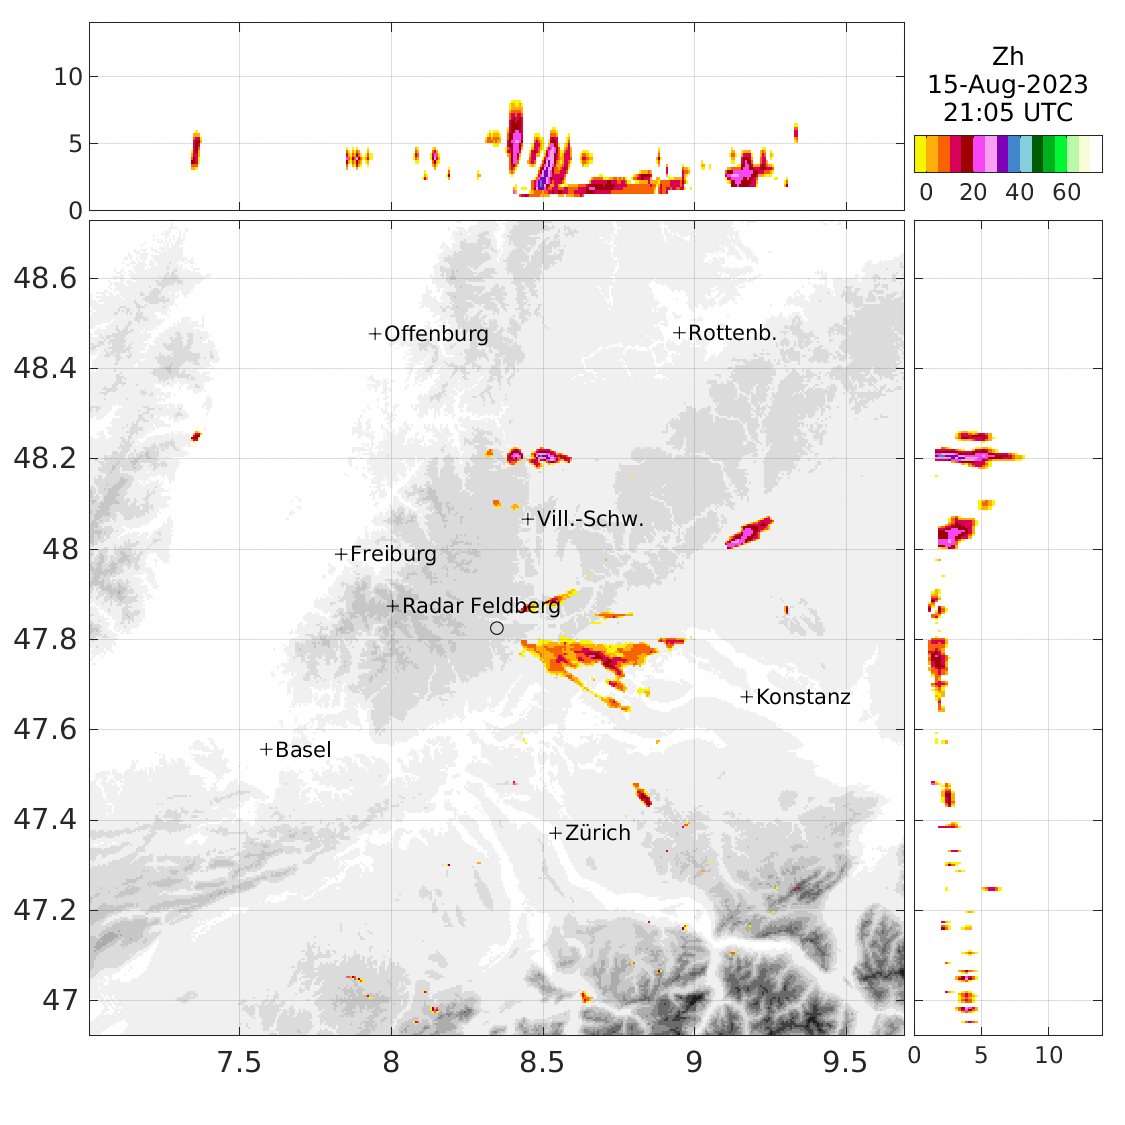 10
5
0
Zh
15-Aug-2023
21:05 UTC
0 20 40 60
48.6
48.4
48.2
48
47.8
47.6
47.4
47.2
47
+Offenburg
+Rottenb.
+Vill.-Schw.
+Freiburg
+Radar Feldberg
+Konstanz
+Basel
+Zürich
7.5 8 8.5 9 9.5
0 5 10